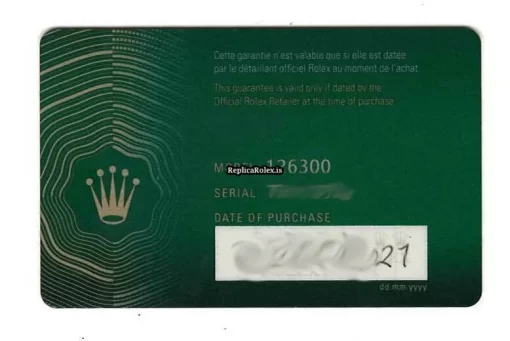 Cette garantie n'est valable que si elle est datée
par le détaillant officiel Rolex au moment de l'achat.
This guarantee is valid only if dated by the
Official Rolex Retailer at the time of purchase.
126300
ReplicaRolex.is
SERIAL
DATE OF PURCHASE
21
dd mm yyyy